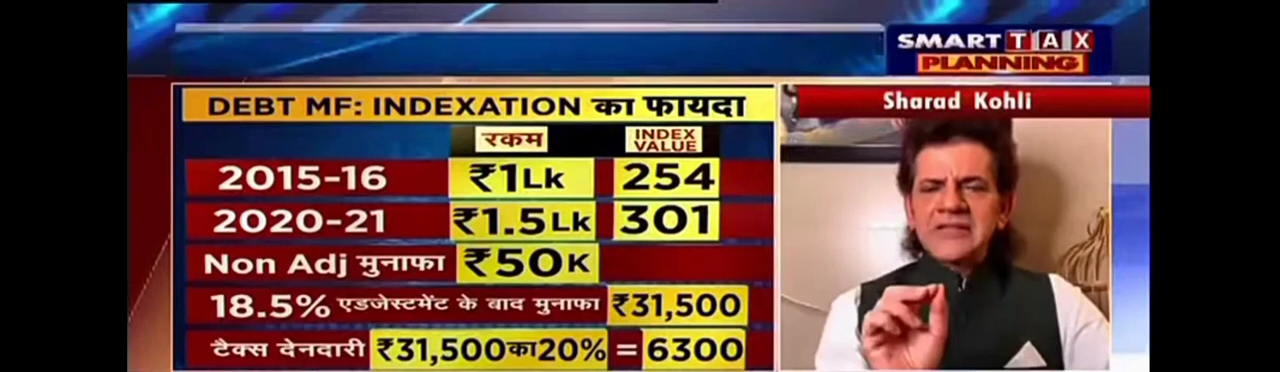 SMART TAX
PLANNING
DEBT MF: INDEXATION का फायदा
Sharad Kohli
रकम INDEX VALUE
2015-16 ₹1Lk 254
2020-21 ₹1.5Lk 301
Non Adj मुनाफा ₹50K
18.5% एडजेस्टमेंट के बाद मुनाफा ₹31,500
टैक्स देनदारी ₹31,500का20% = 6300